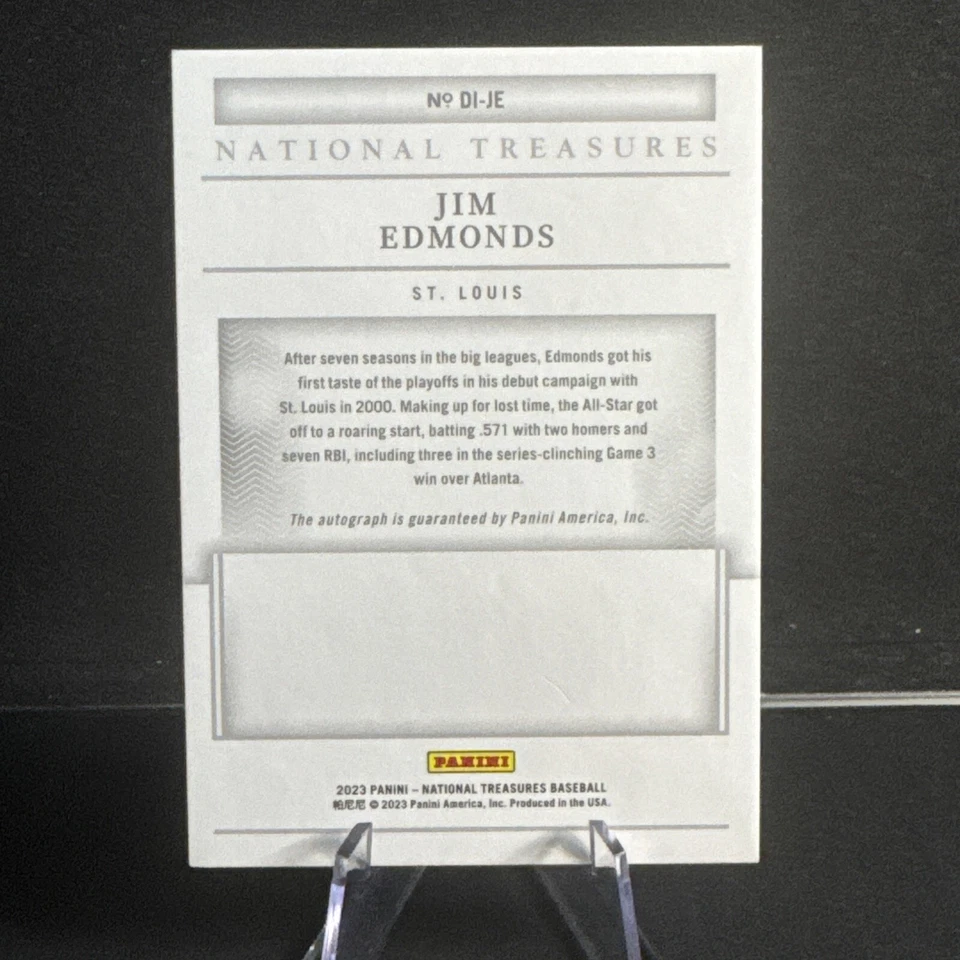 Nº DI-JE
NATIONAL TREASURES
JIM
EDMONDS
ST. LOUIS
After seven seasons in the big leagues, Edmonds got his
first taste of the playoffs in his debut campaign with
St. Louis in 2000. Making up for lost time, the All-Star got
off to a roaring start, batting .571 with two homers and
seven RBI, including three in the series-clinching Game 3
win over Atlanta.
The autograph is guaranteed by Panini America, Inc.
PANINI
2023 PANINI – NATIONAL TREASURES BASEBALL
帕尼尼 © 2023 Panini America, Inc. Produced in the USA.